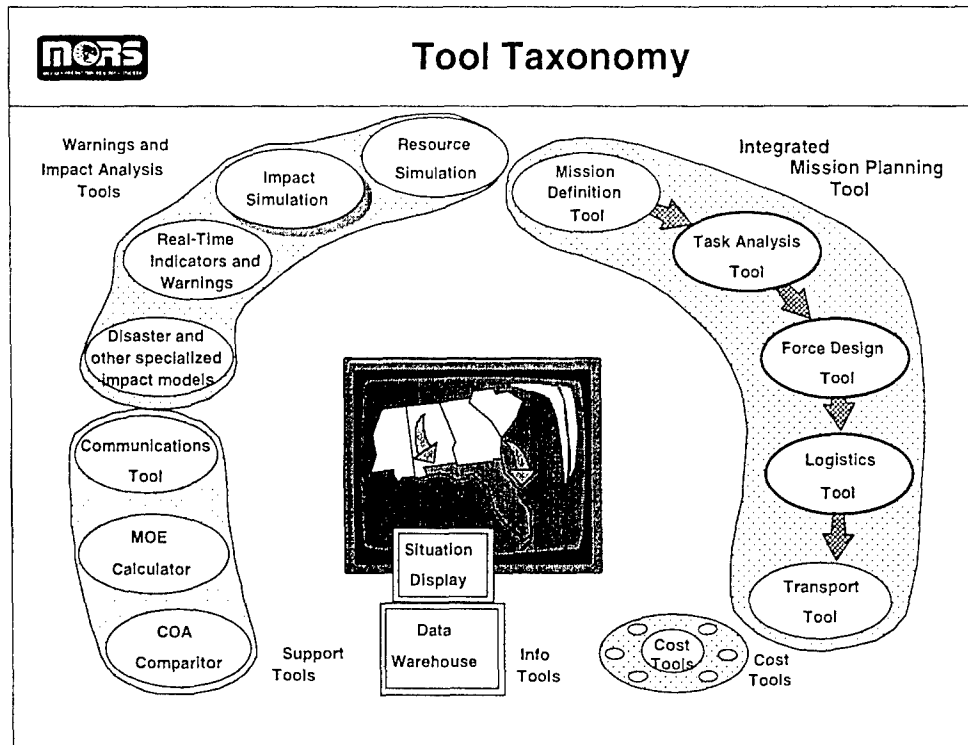 MORS
Tool Taxonomy
Warnings and
Impact Analysis
Tools
Resource
Simulation
Impact
Simulation
Real-Time
Indicators and
Warnings
Disaster and
other specialized
impact models
Communications
Tool
MOE
Calculator
COA
Comparitor
Support
Tools
Situation
Display
Data
Warehouse
Info
Tools
Integrated
Mission Planning
Tool
Mission
Definition
Tool
Task Analysis
Tool
Force Design
Tool
Logistics
Tool
Transport
Tool
Cost
Tools
Cost
Tools